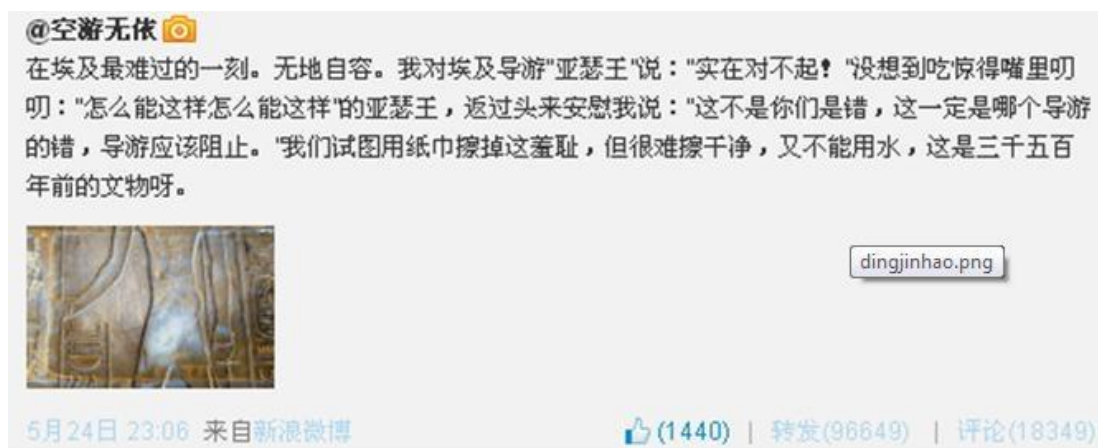 @空游无依
在埃及最难过的一刻。无地自容。我对埃及导游"亚瑟王"说："实在对不起！"没想到吃惊得嘴里叨
叨："怎么能这样怎么能这样"的亚瑟王，返过头来安慰我说："这不是你们是错，这一定是哪个导游
的错，导游应该阻止。"我们试图用纸巾擦掉这羞耻，但很难擦干净，又不能用水，这是三千五百
年前的文物呀。
dingjinhao.png
5月24日 23:06 来自新浪微博 (1440) | 转发(96649) | 评论(18349)